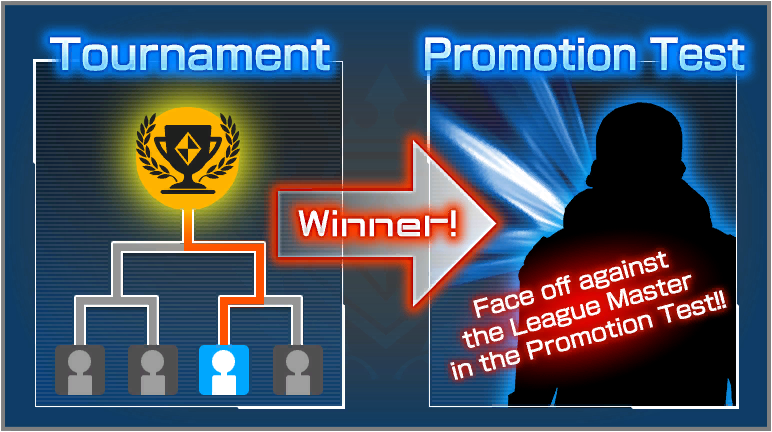 Tournament
Promotion Test
Winner!
Face off against
the League Master
in the Promotion Test!!